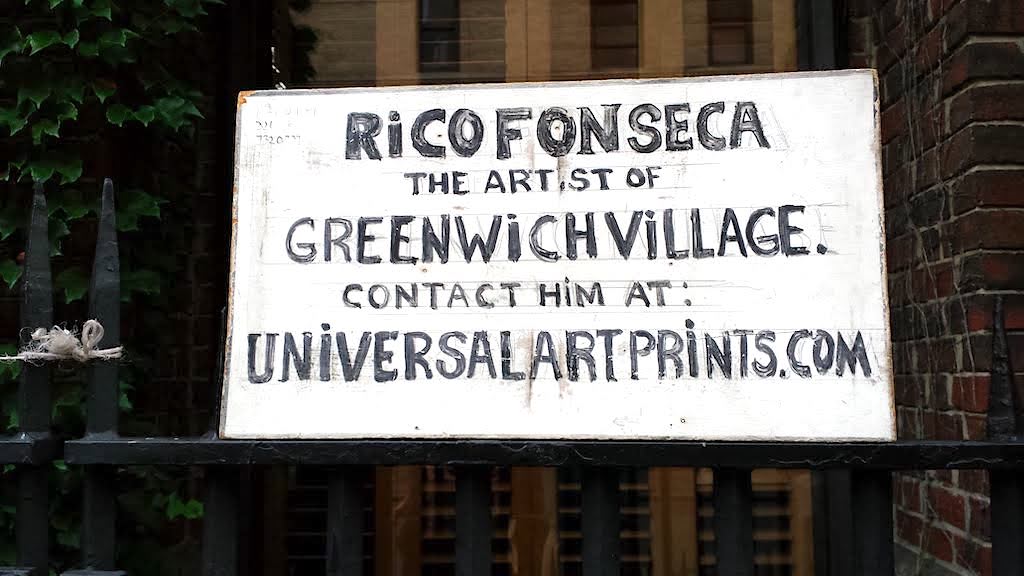 RiCO FONSECA
THE ARTiST OF
GREENWiCH VILLAGE.
CONTACT HiM AT:
UNiVERSALARTPRiNTS.COM